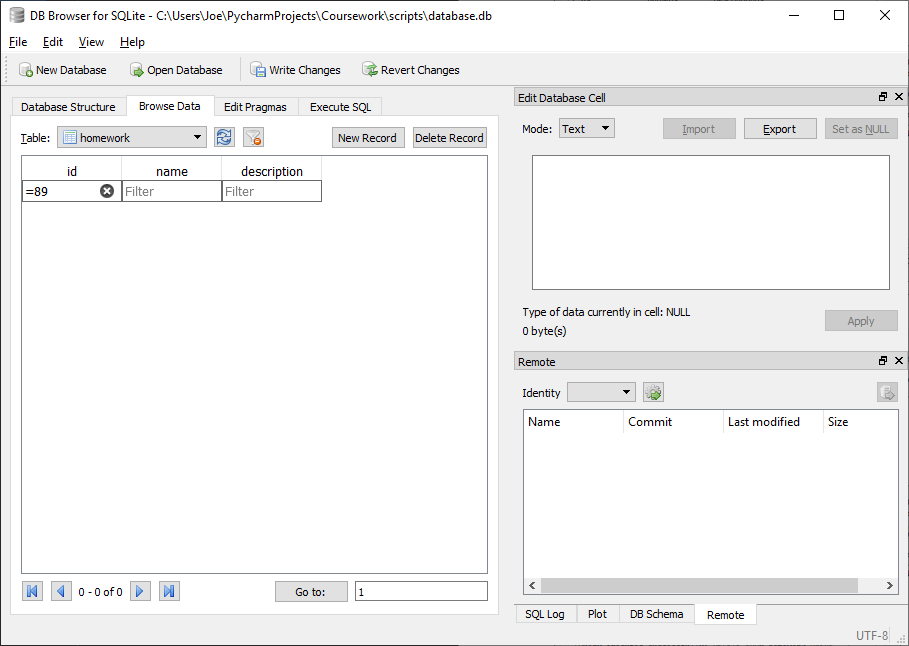 DB Browser for SQLite - C:\Users\Joe\PycharmProjects\Coursework\scripts\database.db
File Edit View Help
New Database Open Database Write Changes Revert Changes
Database Structure Browse Data Edit Pragmas Execute SQL
Table: homework New Record Delete Record
id name description
=89 Filter Filter
0 - 0 of 0 Go to: 1
Edit Database Cell
Mode: Text Import Export Set as NULL
Type of data currently in cell: NULL
0 byte(s)
Apply
Remote
Identity
Name Commit Last modified Size
SQL Log Plot DB Schema Remote
UTF-8